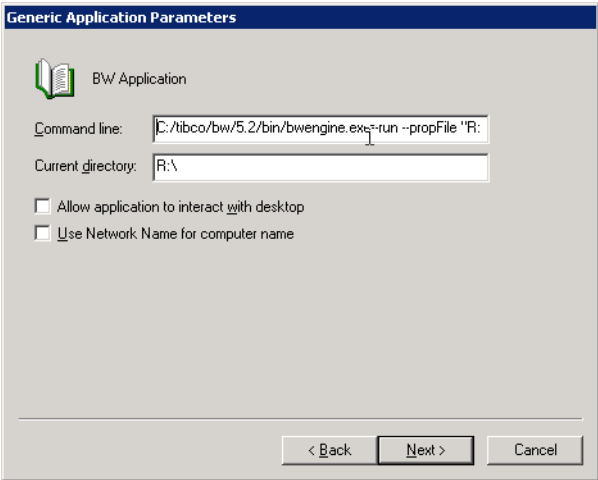 Generic Application Parameters
BW Application
Command line: C:/tibco/bw/5.2/bin/bwengine.exe --run --propFile "R:
Current directory: R:\
Allow application to interact with desktop
Use Network Name for computer name
< Back Next > Cancel